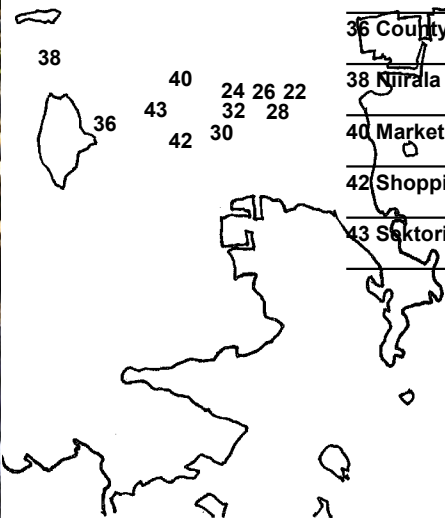 36 County
38
38 Niirala
40
24 26 22
43 32 28
36
40 Market
42 30
42 Shoppi
43 Sektori